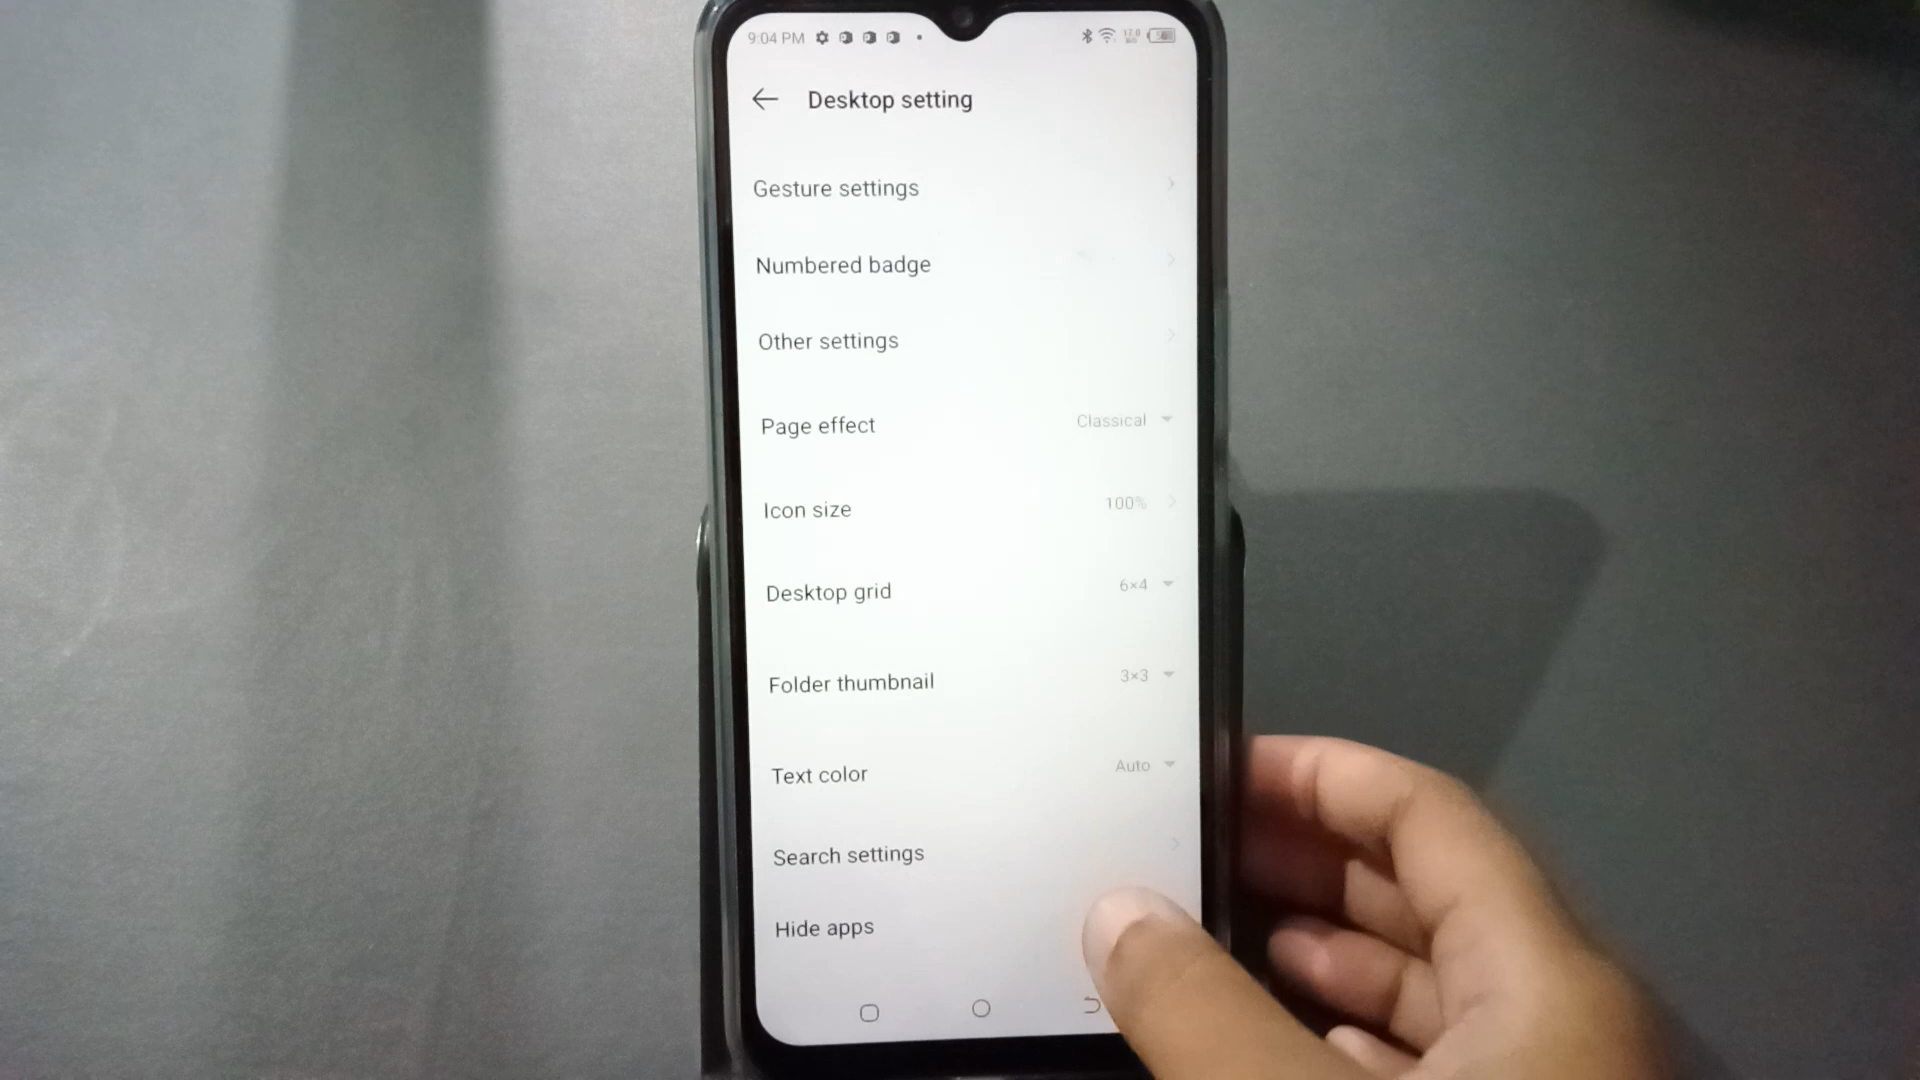 9:04 PM
Desktop setting
Gesture settings
Numbered badge
Other settings
Page effect Classical
Icon size 100%
Desktop grid 6×4
Folder thumbnail 3×3
Text color Auto
Search settings
Hide apps